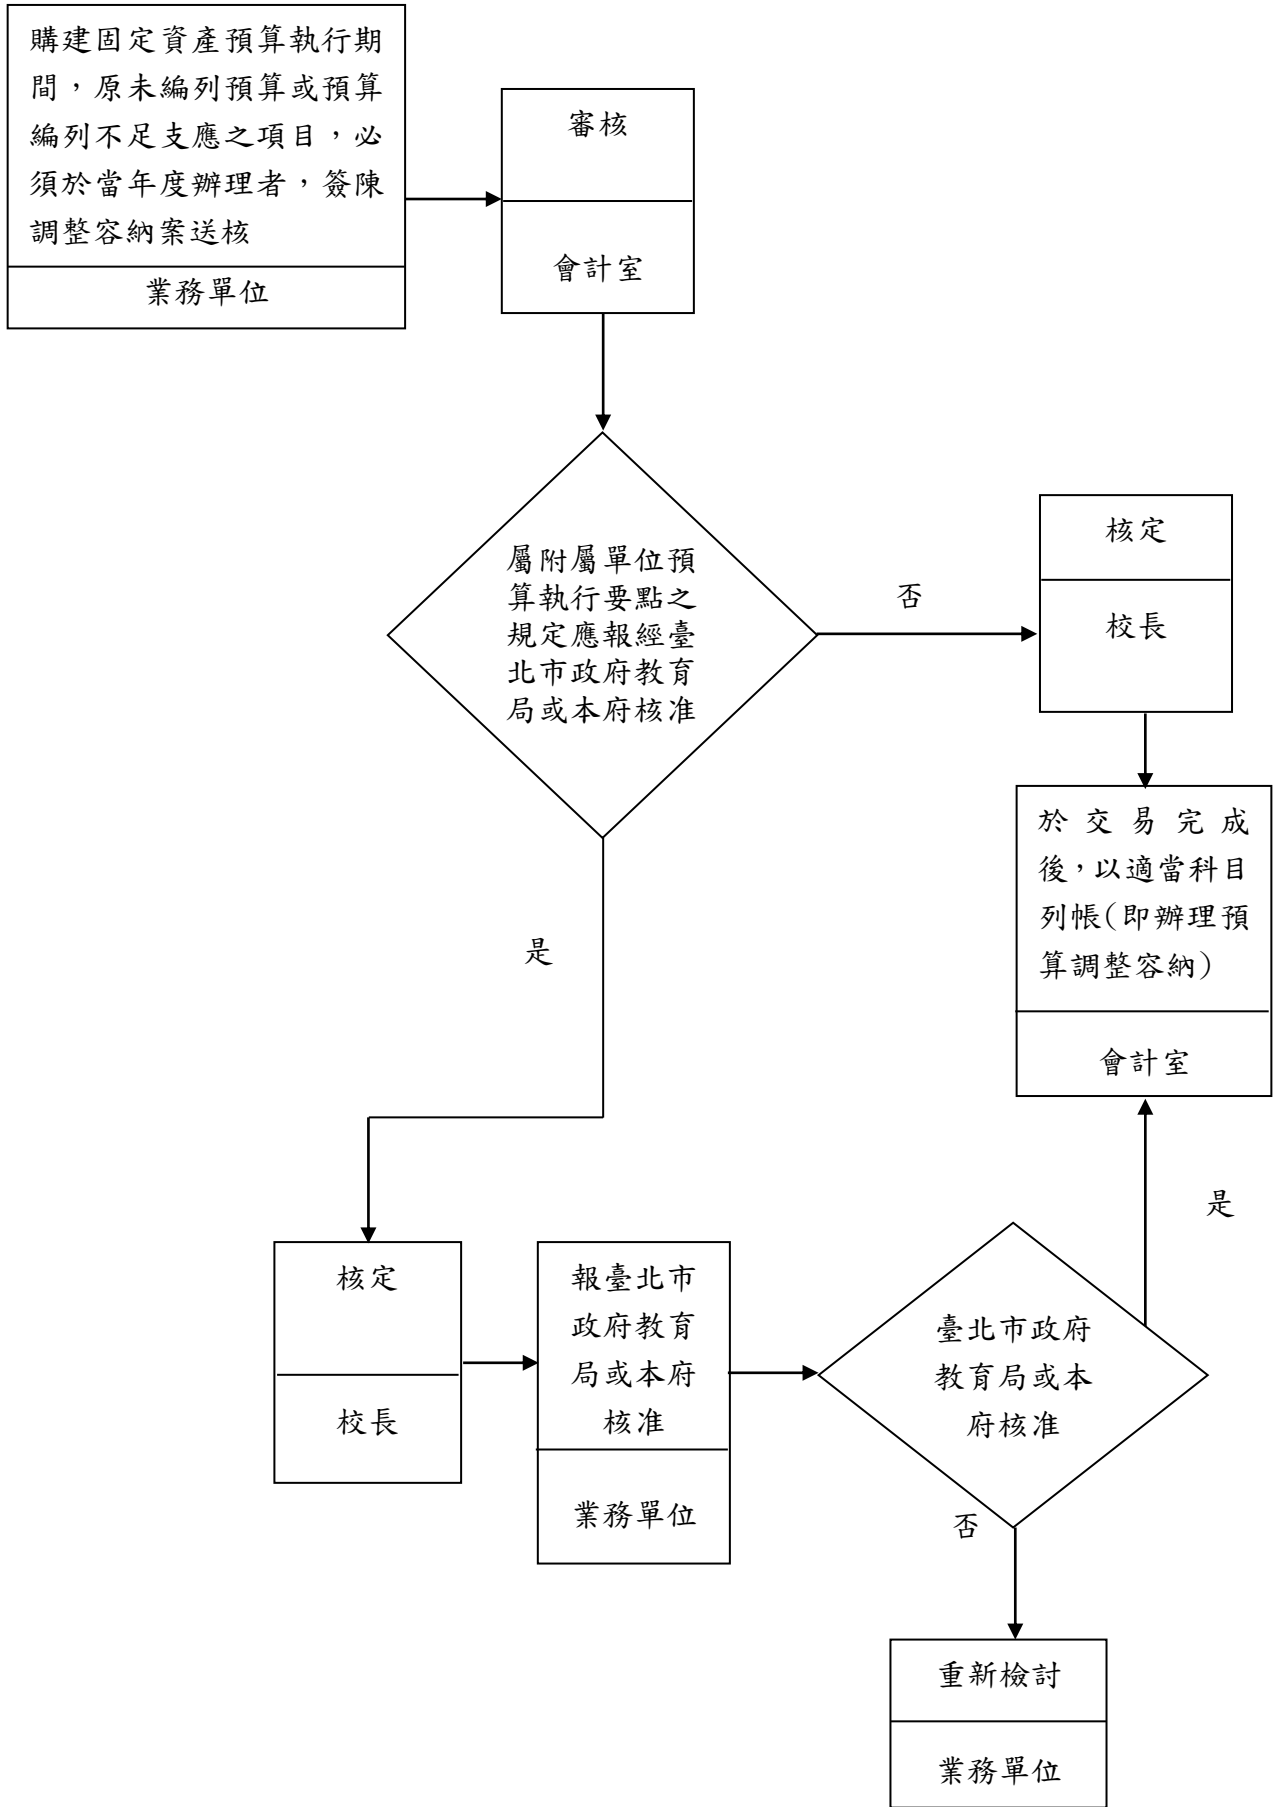 購建固定資產預算執行期
間，原未編列預算或預算
編列不足支應之項目，必
須於當年度辦理者，簽陳
調整容納案送核
業務單位
審核
會計室
屬附屬單位預
算執行要點之
規定應報經臺
北市政府教育
局或本府核准
否
核定
校長
於交易完成
後，以適當科目
列帳(即辦理預
算調整容納)
會計室
是
是
核定
校長
報臺北市
政府教育
局或本府
核准
業務單位
臺北市政府
教育局或本
府核准
否
重新檢討
業務單位